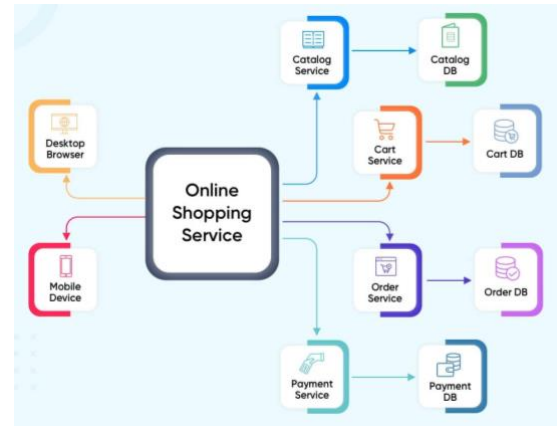 Catalog
Service
Catalog
DB
Desktop
Browser
Cart
Service
Cart DB
Online
Shopping
Service
Mobile
Device
Order
Service
Order DB
Payment
Service
Payment
DB